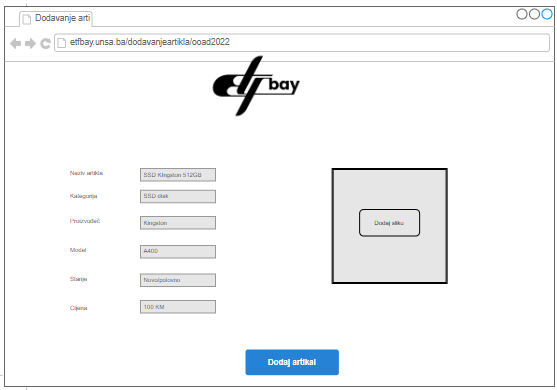 Dodavanje arti
etfbay.unsa.ba/dodavanjeartikla/ooad2022
etf bay
Naziv artikla
SSD Kingston 512GB
Kategorija
SSD disk
Proizvođeč
Kingston
Model
A400
Stanje
Novo/polovno
Cijena
100 KM
Dodaj sliku
Dodaj artikal